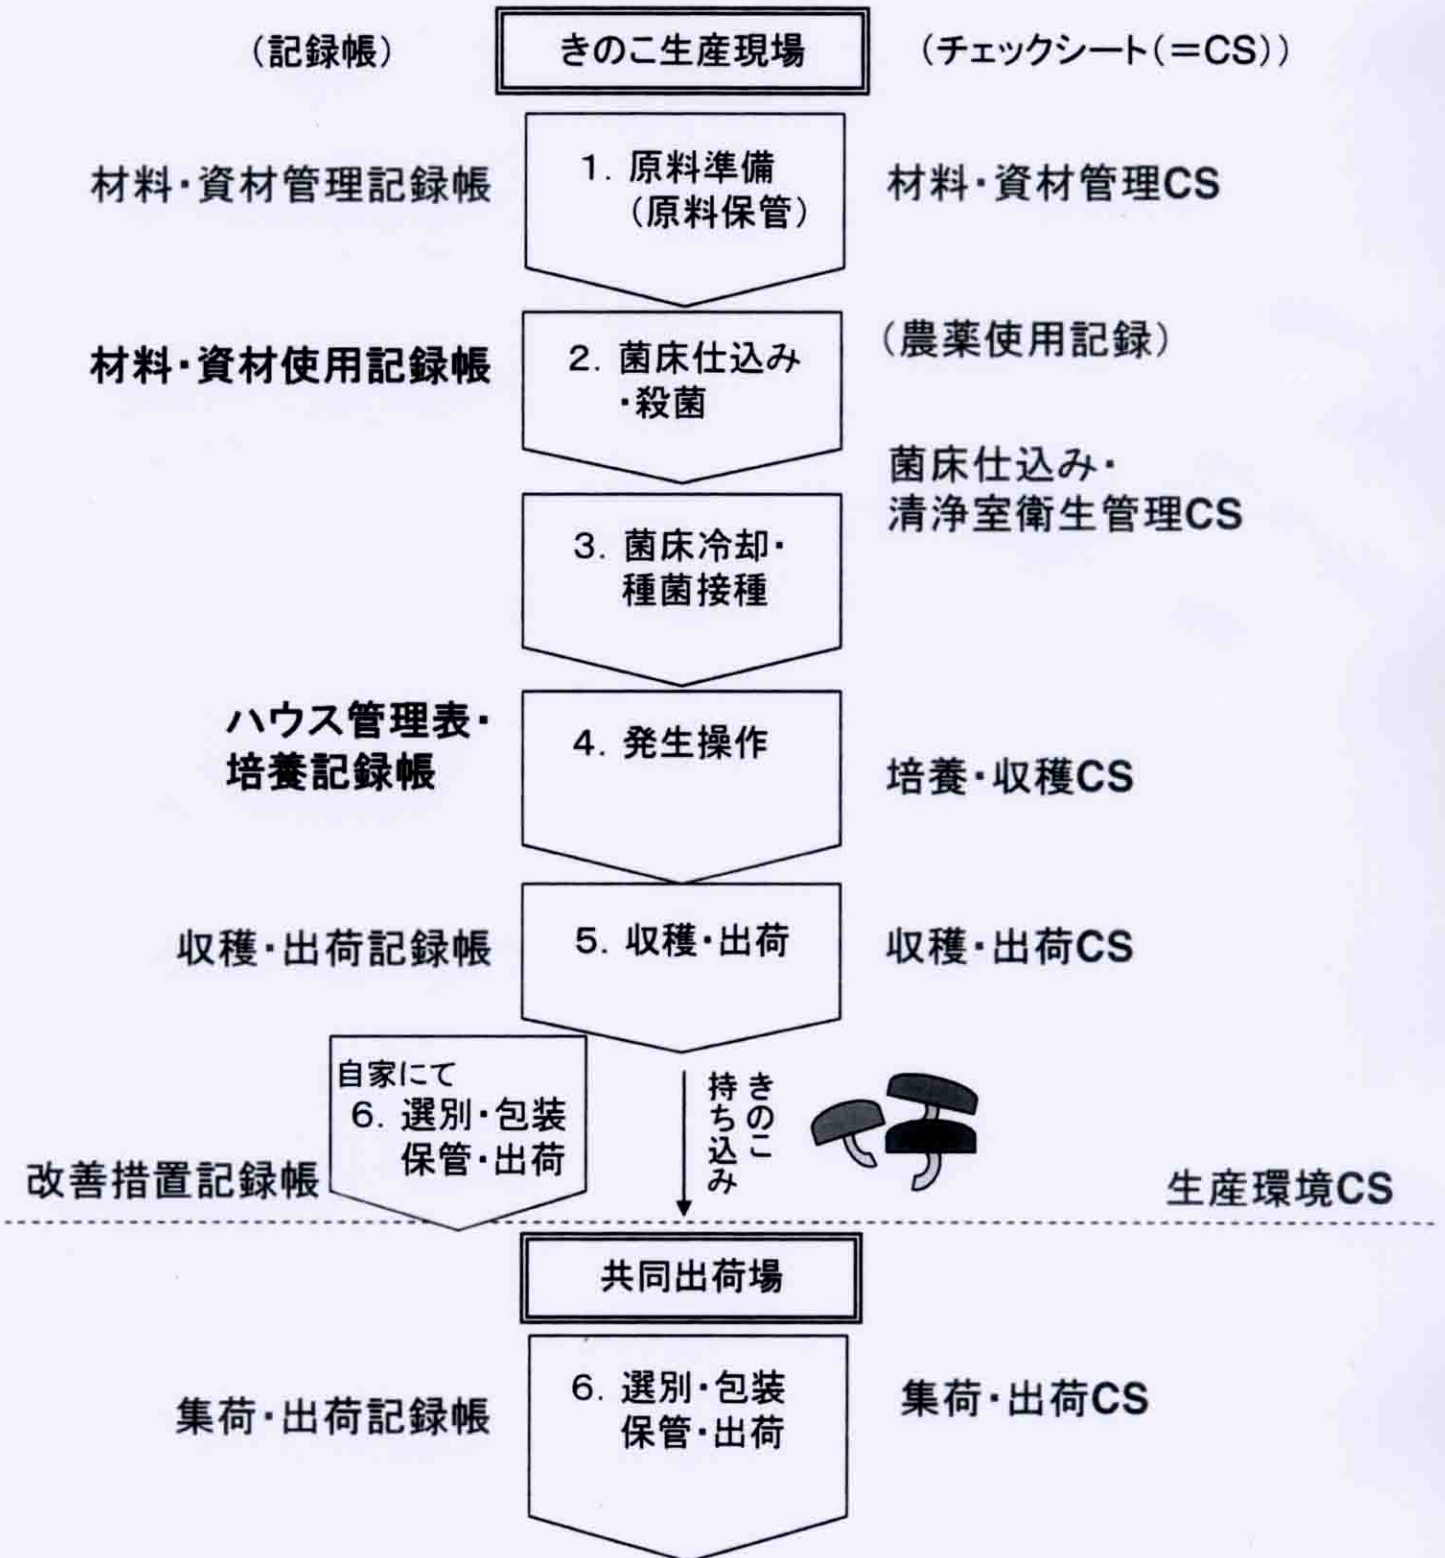 (記録帳)
きのこ生産現場
(チェックシート(=CS))
材料・資材管理記録帳
1. 原料準備
(原料保管)
材料・資材管理CS
材料・資材使用記録帳
2. 菌床仕込み
・殺菌
(農薬使用記録)
菌床仕込み・
清浄室衛生管理CS
3. 菌床冷却・
種菌接種
ハウス管理表・
培養記録帳
4. 発生操作
培養・収穫CS
収穫・出荷記録帳
5. 収穫・出荷
収穫・出荷CS
自家にて
6. 選別・包装
保管・出荷
きのこ
持ち込み
改善措置記録帳
生産環境CS
共同出荷場
集荷・出荷記録帳
6. 選別・包装
保管・出荷
集荷・出荷CS